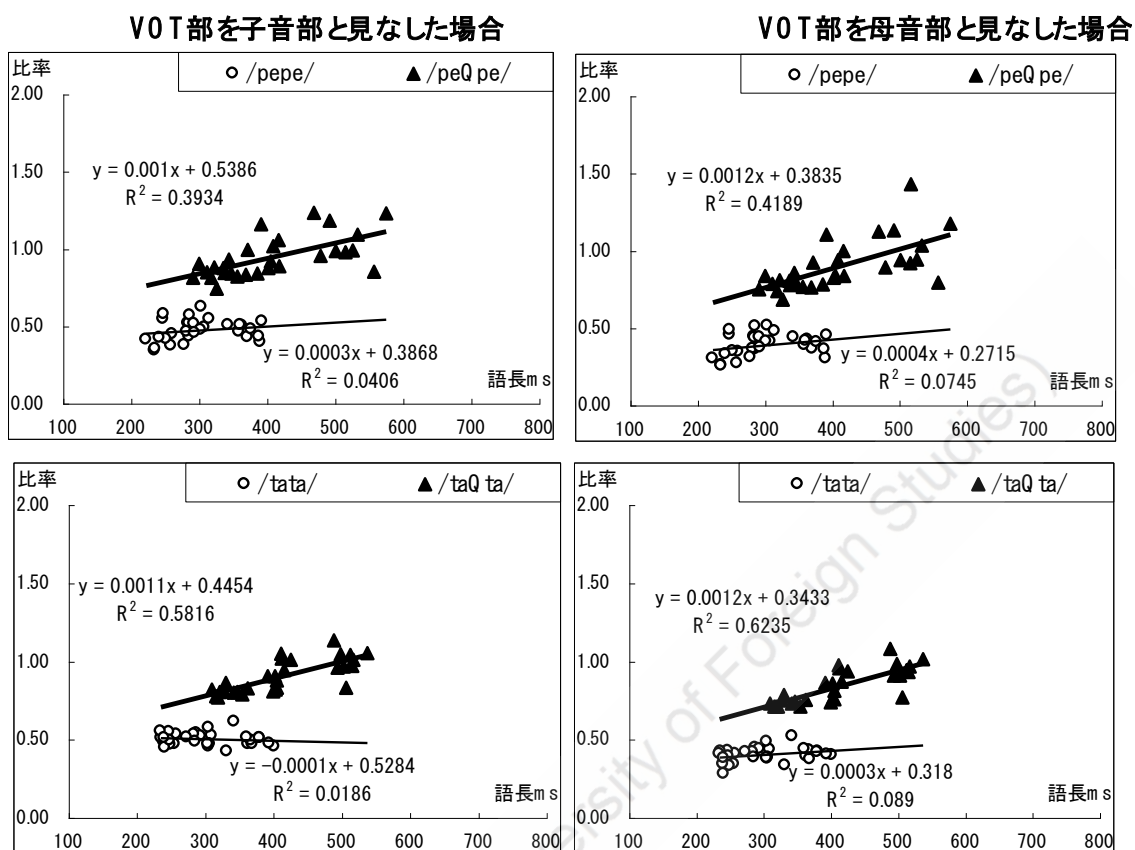 VOT部を子音部と見なした場合
VOT部を母音部と見なした場合
比率
/pepe/ /peQpe/
2.00
1.50
1.00
0.50
0.00
y = 0.001x + 0.5386
R² = 0.3934
y = 0.0003x + 0.3868
R² = 0.0406
語長ms
100 200 300 400 500 600 700 800
比率
/pepe/ /peQpe/
2.00
1.50
1.00
0.50
0.00
y = 0.0012x + 0.3835
R² = 0.4189
y = 0.0004x + 0.2715
R² = 0.0745
語長ms
100 200 300 400 500 600 700 800
比率
/tata/ /taQta/
2.00
1.50
1.00
0.50
0.00
y = 0.0011x + 0.4454
R² = 0.5816
y = -0.0001x + 0.5284
R² = 0.0186
語長ms
100 200 300 400 500 600 700 800
比率
/tata/ /taQta/
2.00
1.50
1.00
0.50
0.00
y = 0.0012x + 0.3433
R² = 0.6235
y = 0.0003x + 0.318
R² = 0.089
語長ms
100 200 300 400 500 600 700 800
ersity of Foreign Studies)